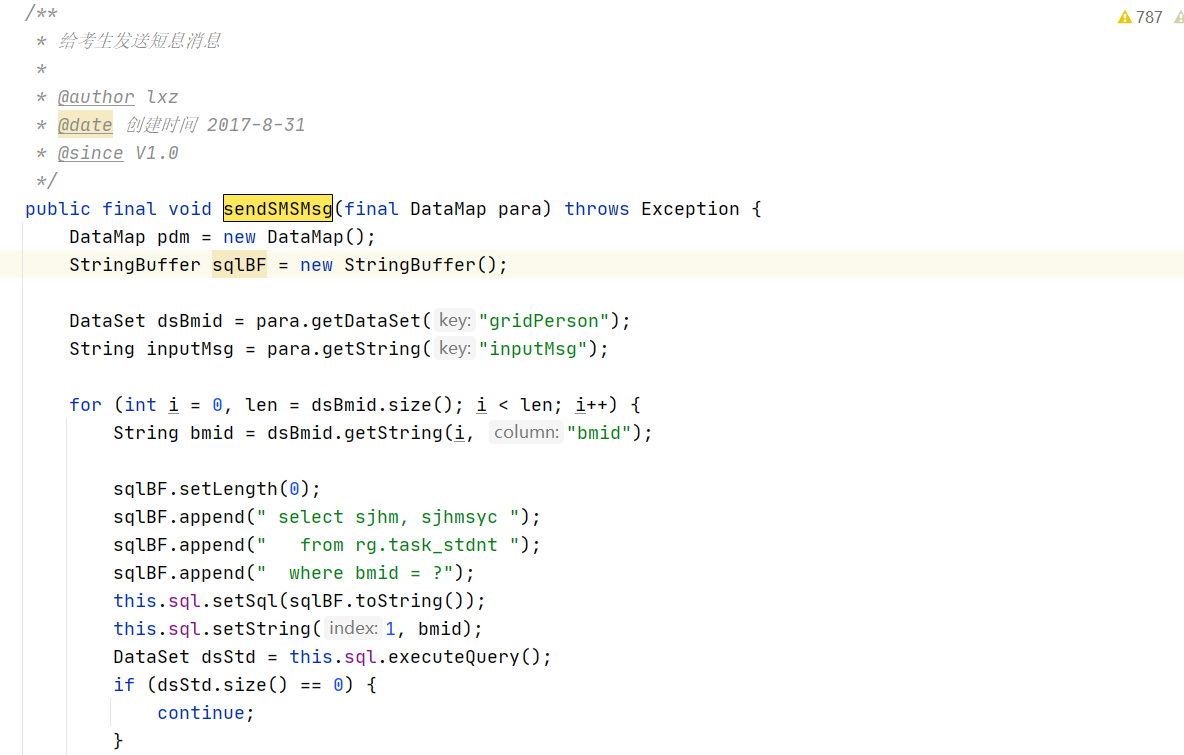 /**
787
* 给考生发送短息消息
*
* @author lxz
* @date 创建时间 2017-8-31
* @since V1.0
*/
public final void sendSMSMsg(final DataMap para) throws Exception {
DataMap pdm = new DataMap();
StringBuffer sqlBF = new StringBuffer();
DataSet dsBmid = para.getDataSet( key: "gridPerson");
String inputMsg = para.getString( key: "inputMsg");
for (int i = 0, len = dsBmid.size(); i < len; i++) {
String bmid = dsBmid.getString(i, column: "bmid");
sqlBF.setLength(0);
sqlBF.append(" select sjhm, sjhmsyc ");
sqlBF.append("   from rg.task_stdnt ");
sqlBF.append("  where bmid = ?");
this.sql.setSql(sqlBF.toString());
this.sql.setString( index: 1, bmid);
DataSet dsStd = this.sql.executeQuery();
if (dsStd.size() == 0) {
continue;
}